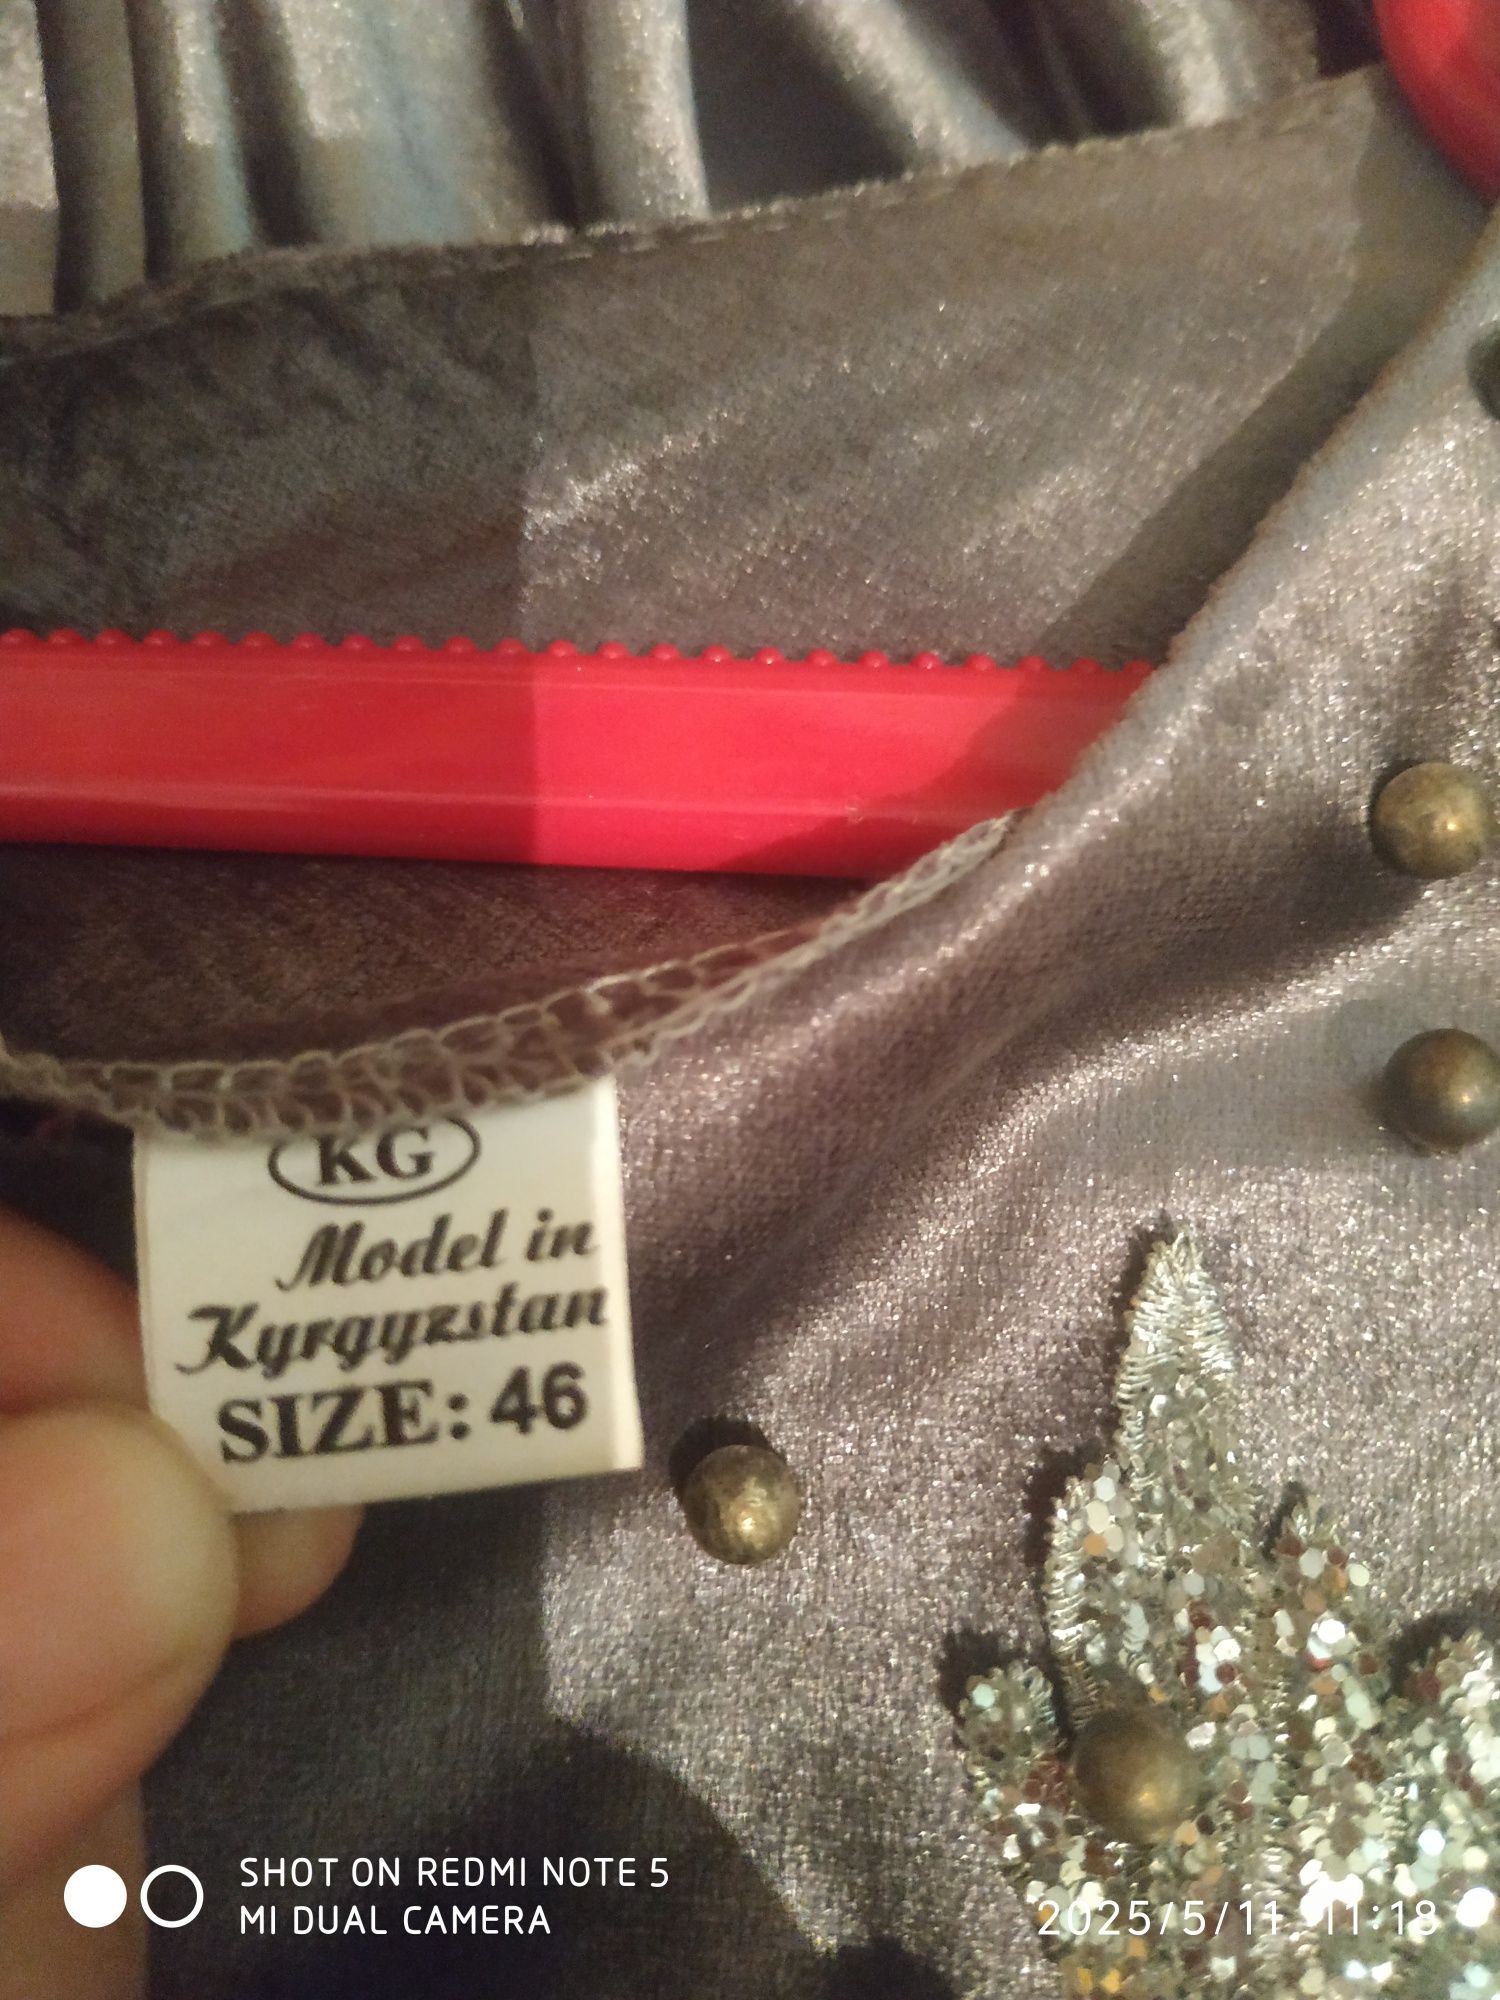 KG
Model in
Kyrgyzstan
SIZE: 46
SHOT ON REDMI NOTE 5
MI DUAL CAMERA
2025/5/11 11:18